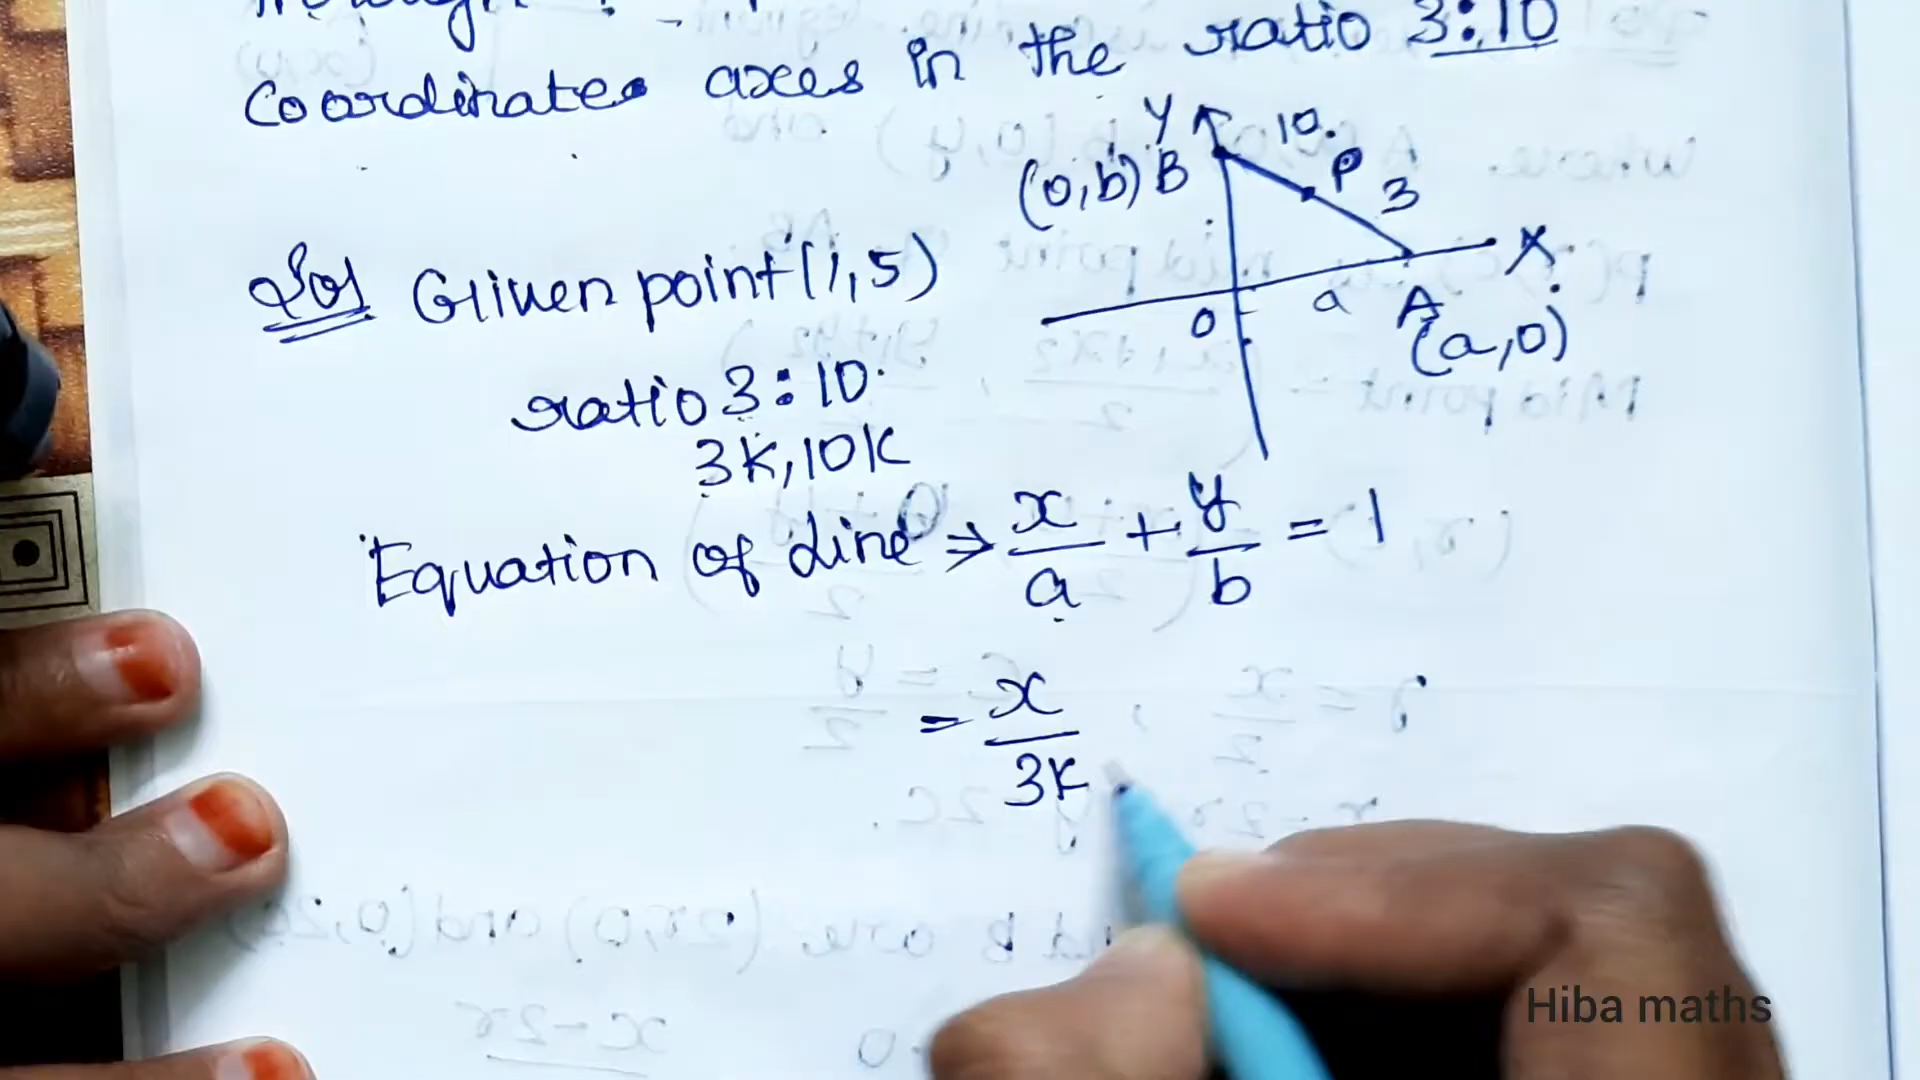 coordinates axes in the ratio 3:10
Y
10.
P
(0,b) B
3
X
Sol Given point (1,5)
O
a
A
(a,0)
ratio 3:10
3K, 10K
Equation of Line ⇒ x/a + y/b = 1
= x/3K
Hiba maths